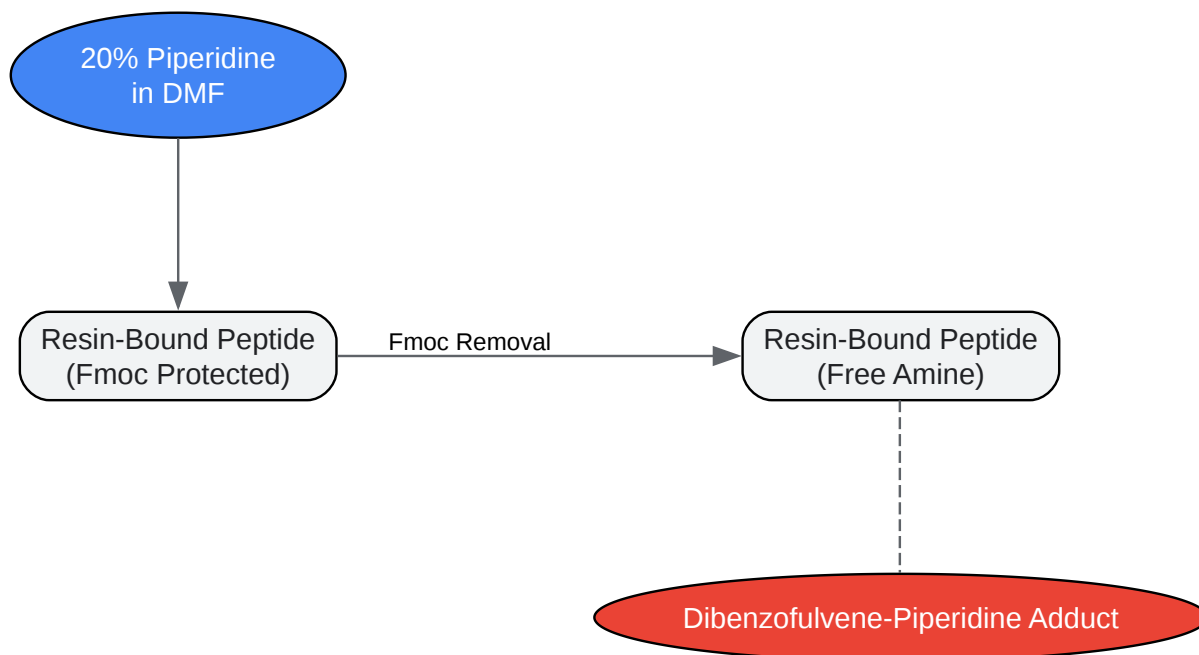 20% Piperidine
in DMF
Resin-Bound Peptide
(Fmoc Protected)
Fmoc Removal
Resin-Bound Peptide
(Free Amine)
Dibenzofulvene-Piperidine Adduct